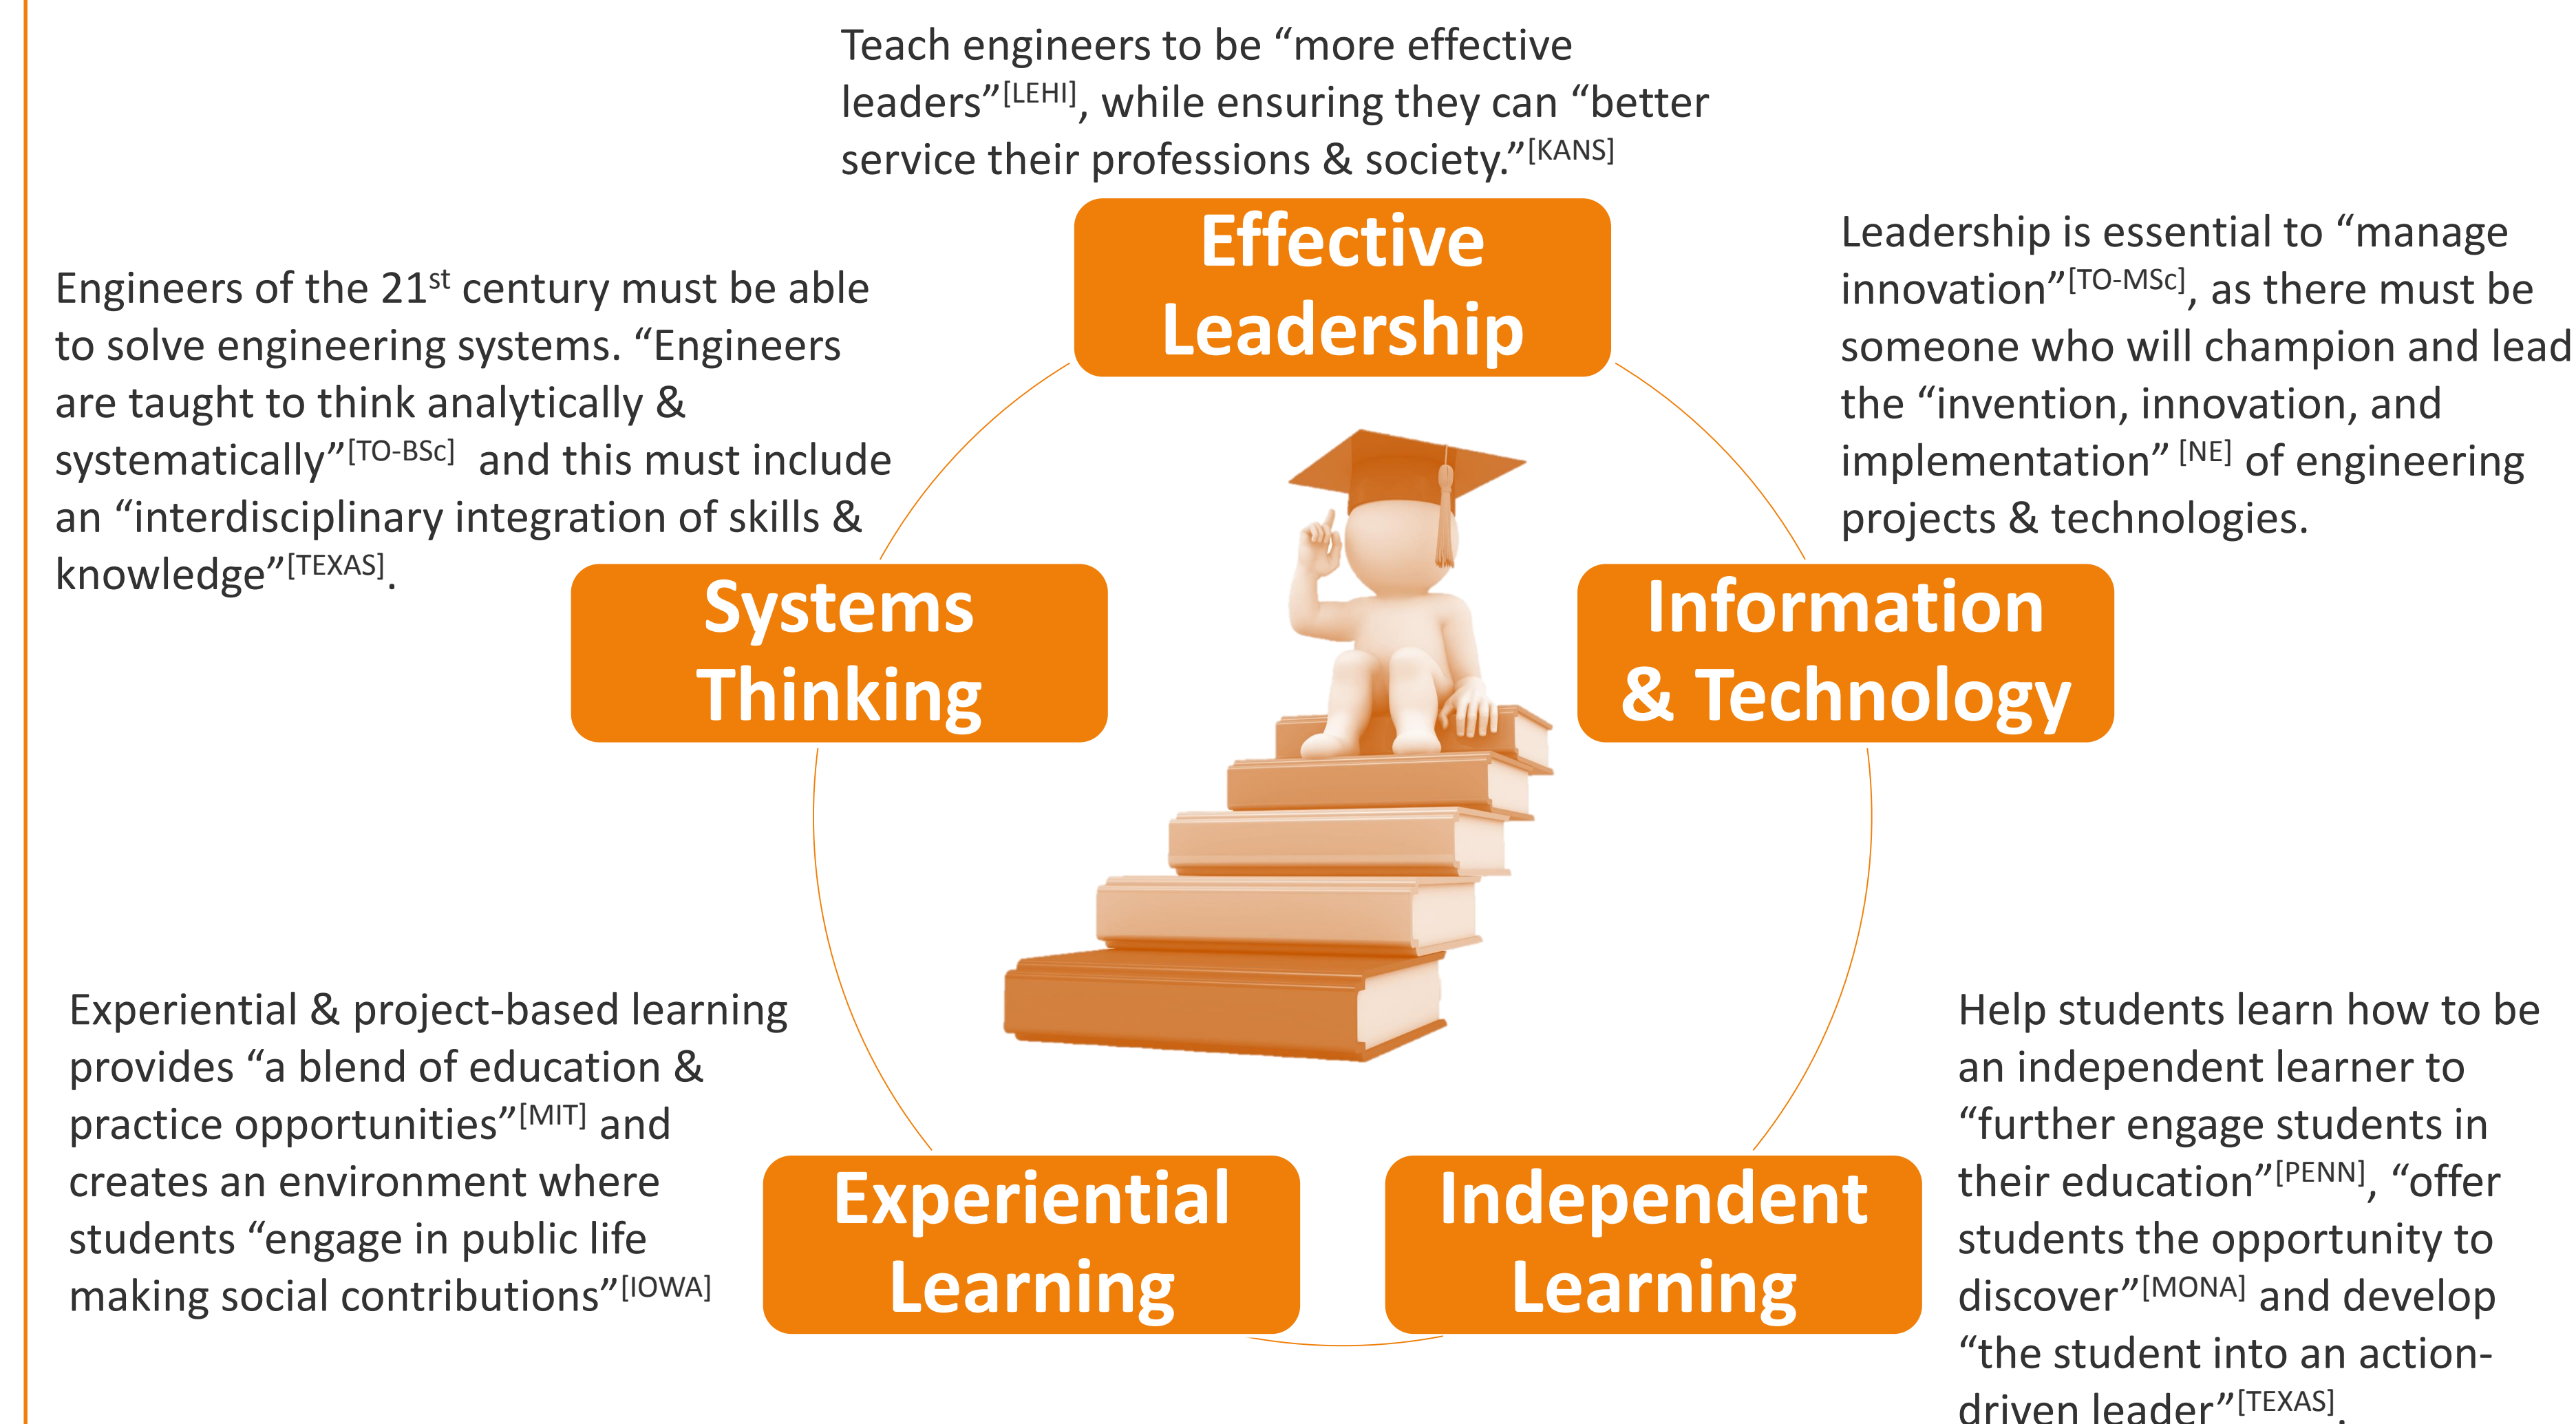 Teach engineers to be “more effective
leaders”[LEHI], while ensuring they can “better
service their professions & society.”[KANS]
Effective
Leadership
Engineers of the 21st century must be able
to solve engineering systems. “Engineers
are taught to think analytically &
systematically”[TO-BSc] and this must include
an “interdisciplinary integration of skills &
knowledge”[TEXAS].
Systems
Thinking
Leadership is essential to “manage
innovation”[TO-MSc], as there must be
someone who will champion and lead
the “invention, innovation, and
implementation” [NE] of engineering
projects & technologies.
Information
& Technology
Experiential & project-based learning
provides “a blend of education &
practice opportunities”[MIT] and
creates an environment where
students “engage in public life
making social contributions”[IOWA]
Experiential
Learning
Independent
Learning
Help students learn how to be
an independent learner to
“further engage students in
their education”[PENN], “offer
students the opportunity to
discover”[MONA] and develop
“the student into an action-
driven leader”[TEXAS].